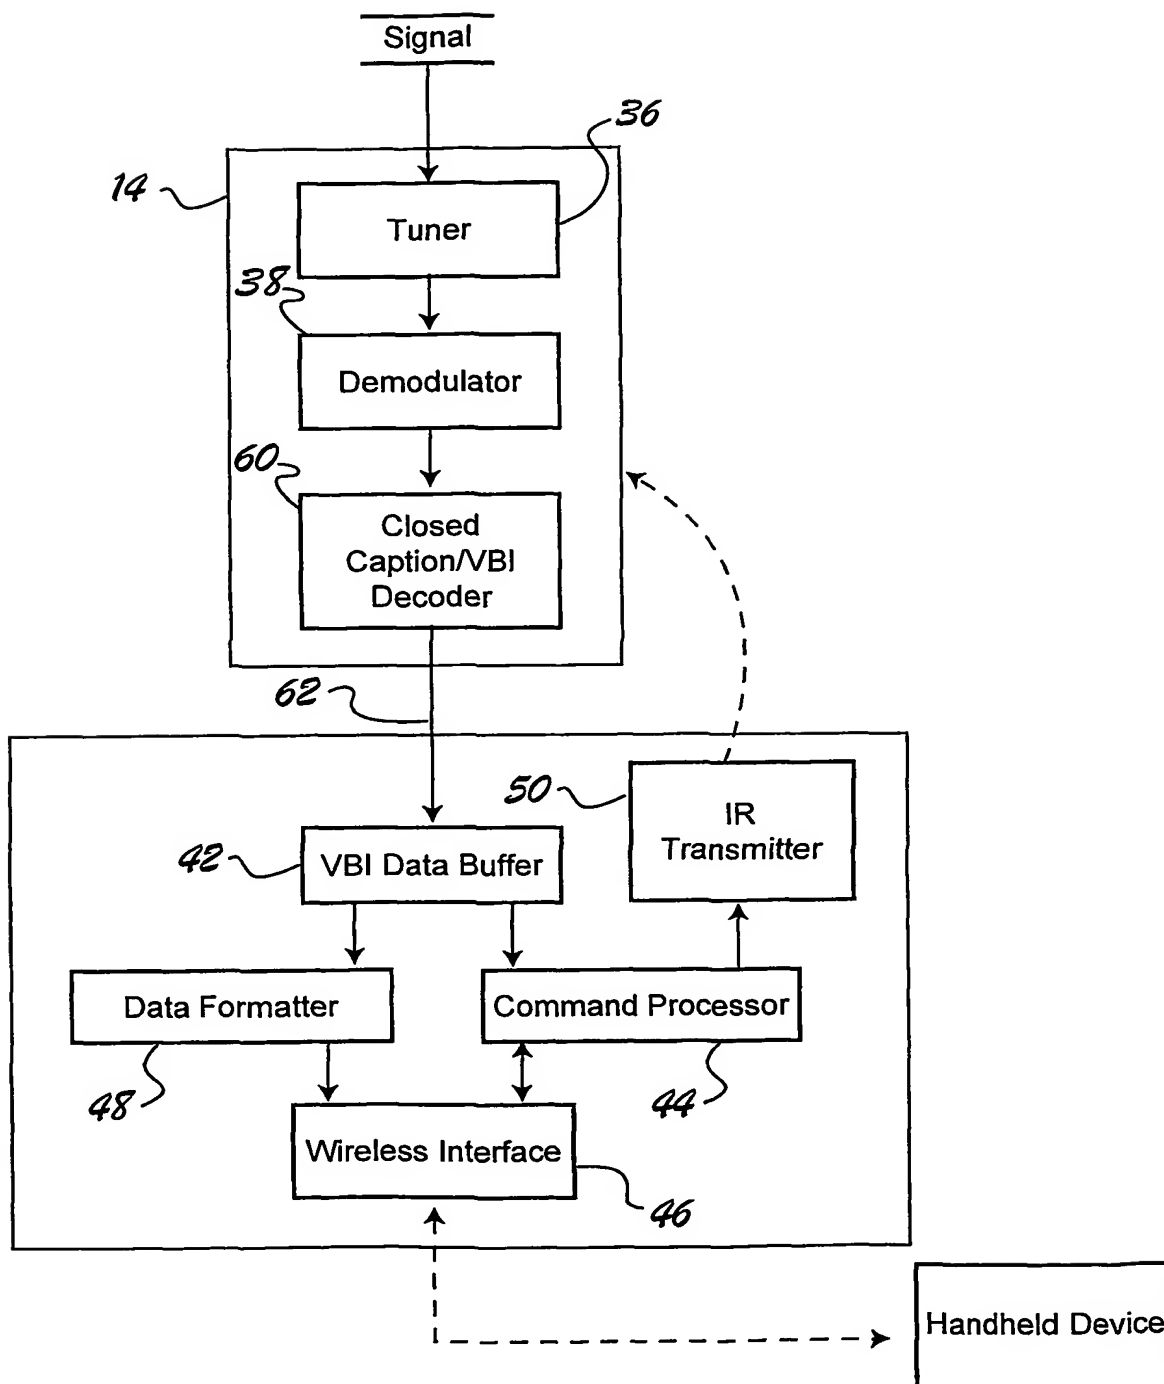 Signal
36
14
Tuner
38
Demodulator
60
Closed
Caption/VBI
Decoder
62
50
IR
Transmitter
42
VBI Data Buffer
Data Formatter
Command Processor
48
44
Wireless Interface
46
Handheld Device